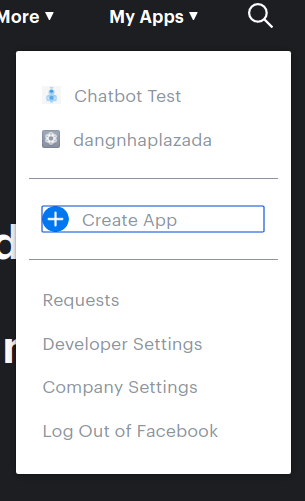 More ▼
My Apps ▼
Chatbot Test
dangnhaplazada
Create App
Requests
Developer Settings
Company Settings
Log Out of Facebook